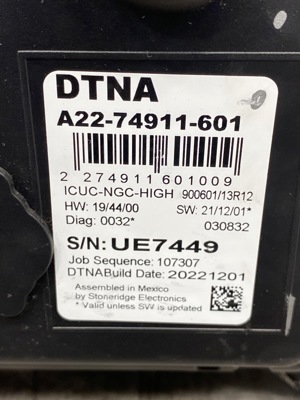 DTNA
A22-74911-601
2 274911 601009
ICUC-NGC-HIGH 900601/13R12
HW: 19/44/00 SW: 21/12/01*
Diag: 0032* 030832
S/N: UE7449
Job Sequence: 107307
DTNABuild Date: 20221201
Assembled in Mexico
by Stoneridge Electronics
* Valid unless SW is updated